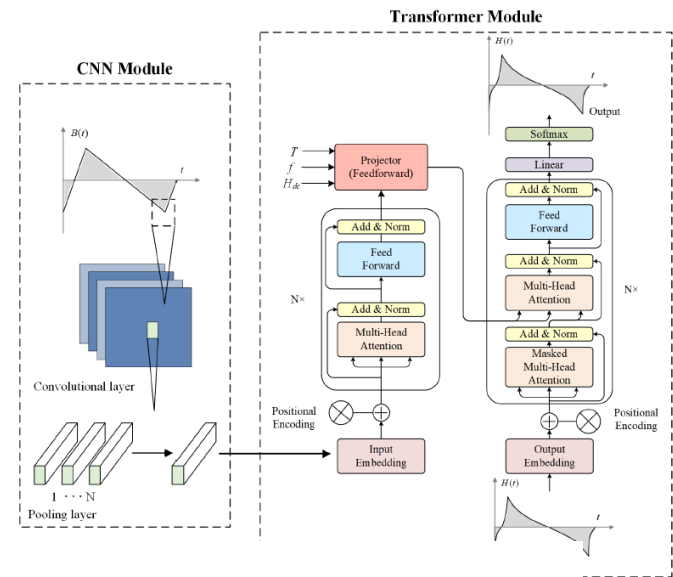 Transformer Module
CNN Module
B(t)
t
Convolutional layer
1 ··· N
Pooling layer
T
f
H_dc
Projector
(Feedforward)
Add & Norm
Feed
Forward
N×
Add & Norm
Multi-Head
Attention
Positional
Encoding
Input
Embedding
H(t)
t
Output
Softmax
Linear
Add & Norm
Feed
Forward
Add & Norm
Multi-Head
Attention
N×
Add & Norm
Masked
Multi-Head
Attention
Positional
Encoding
Output
Embedding
H(t)
t